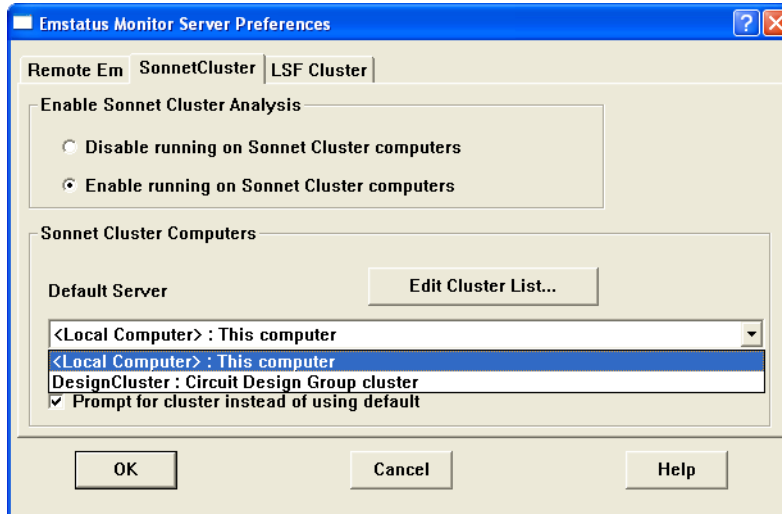 Emstatus Monitor Server Preferences
Remote Em SonnetCluster LSF Cluster
Enable Sonnet Cluster Analysis
Disable running on Sonnet Cluster computers
Enable running on Sonnet Cluster computers
Sonnet Cluster Computers
Default Server Edit Cluster List...
<Local Computer> : This computer
<Local Computer> : This computer
DesignCluster : Circuit Design Group cluster
Prompt for cluster instead of using default
OK Cancel Help